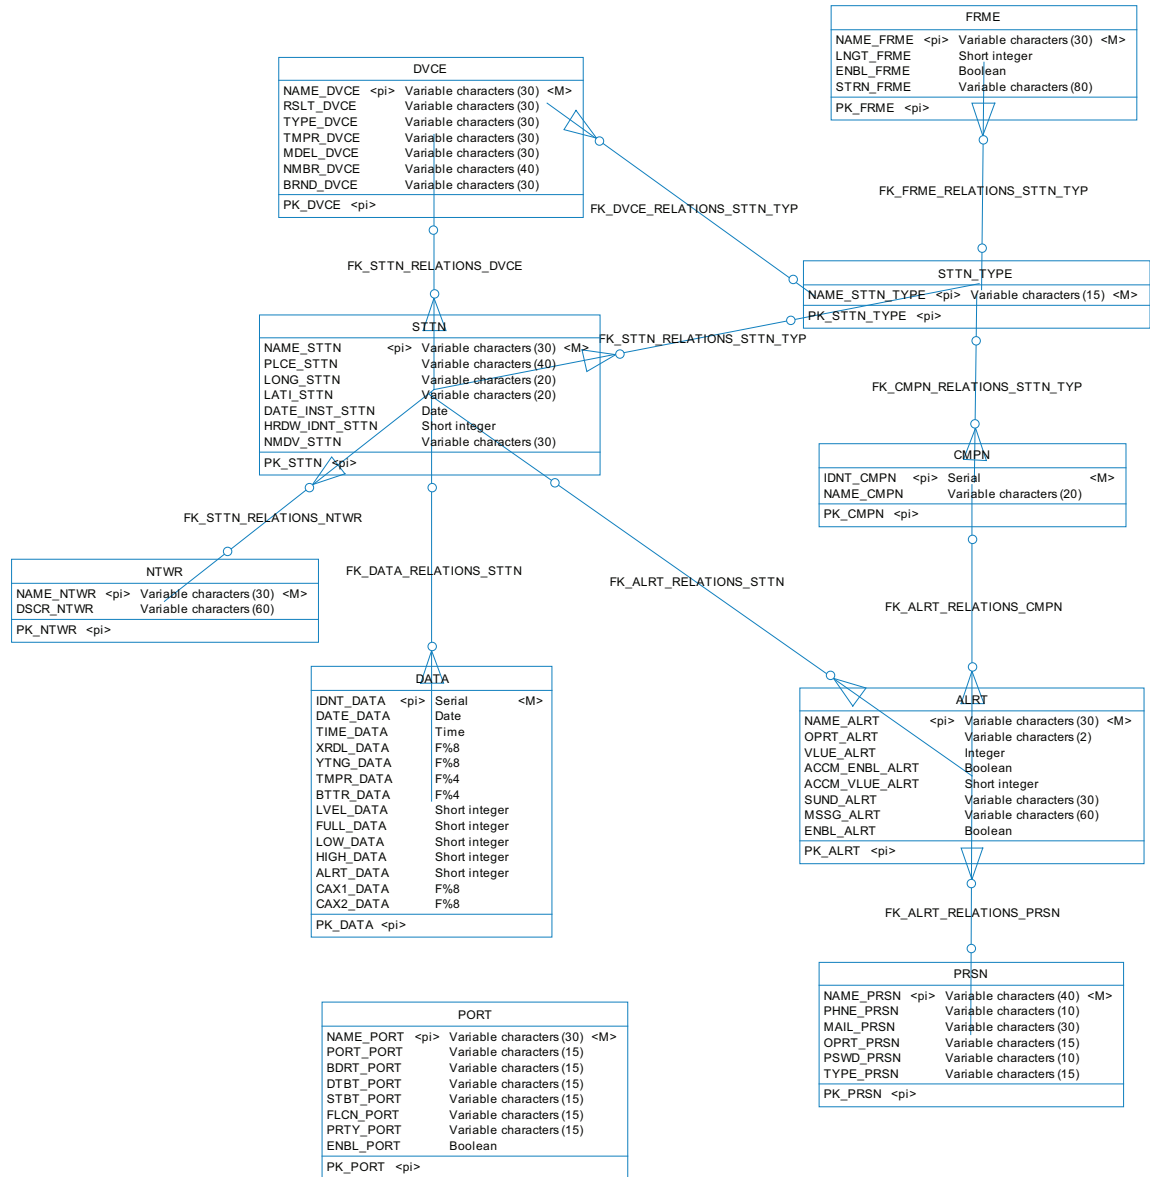 FRME
NAME_FRME <pi> Variable characters (30) <M>
LNGT_FRME Short integer
ENBL_FRME Boolean
STRN_FRME Variable characters (80)
PK_FRME <pi>
DVCE
NAME_DVCE <pi> Variable characters (30) <M>
RSLT_DVCE Variable characters (30)
TYPE_DVCE Variable characters (30)
TMPR_DVCE Variable characters (30)
MDEL_DVCE Variable characters (30)
NMBR_DVCE Variable characters (40)
BRND_DVCE Variable characters (30)
PK_DVCE <pi>
FK_FRME_RELATIONS_STTN_TYP
FK_DVCE_RELATIONS_STTN_TYP
FK_STTN_RELATIONS_DVCE
STTN_TYPE
NAME_STTN_TYPE <pi> Variable characters (15) <M>
PK_STTN_TYPE <pi>
STTN
NAME_STTN <pi> Variable characters (30) <M>
PLCE_STTN Variable characters (40)
LONG_STTN Variable characters (20)
LATI_STTN Variable characters (20)
DATE_INST_STTN Date
HRDW_IDNT_STTN Short integer
NMDV_STTN Variable characters (30)
PK_STTN <pi>
FK_STTN_RELATIONS_STTN_TYP
FK_CMPN_RELATIONS_STTN_TYP
CMPN
IDNT_CMPN <pi> Serial <M>
NAME_CMPN Variable characters (20)
PK_CMPN <pi>
FK_STTN_RELATIONS_NTWR
NTWR
NAME_NTWR <pi> Variable characters (30) <M>
DSCR_NTWR Variable characters (60)
PK_NTWR <pi>
FK_DATA_RELATIONS_STTN
FK_ALRT_RELATIONS_STTN
FK_ALRT_RELATIONS_CMPN
DATA
IDNT_DATA <pi> Serial <M>
DATE_DATA Date
TIME_DATA Time
XRDL_DATA F%8
YTNG_DATA F%8
TMPR_DATA F%4
BTTR_DATA F%4
LVEL_DATA Short integer
FULL_DATA Short integer
LOW_DATA Short integer
HIGH_DATA Short integer
ALRT_DATA Short integer
CAX1_DATA F%8
CAX2_DATA F%8
PK_DATA <pi>
ALRT
NAME_ALRT <pi> Variable characters (30) <M>
OPRT_ALRT Variable characters (2)
VLUE_ALRT Integer
ACCM_ENBL_ALRT Boolean
ACCM_VLUE_ALRT Short integer
SUND_ALRT Variable characters (30)
MSSG_ALRT Variable characters (60)
ENBL_ALRT Boolean
PK_ALRT <pi>
FK_ALRT_RELATIONS_PRSN
PRSN
NAME_PRSN <pi> Variable characters (40) <M>
PHNE_PRSN Variable characters (10)
MAIL_PRSN Variable characters (30)
OPRT_PRSN Variable characters (15)
PSWD_PRSN Variable characters (10)
TYPE_PRSN Variable characters (15)
PK_PRSN <pi>
PORT
NAME_PORT <pi> Variable characters (30) <M>
PORT_PORT Variable characters (15)
BDRT_PORT Variable characters (15)
DTBT_PORT Variable characters (15)
STBT_PORT Variable characters (15)
FLCN_PORT Variable characters (15)
PRTY_PORT Variable characters (15)
ENBL_PORT Boolean
PK_PORT <pi>